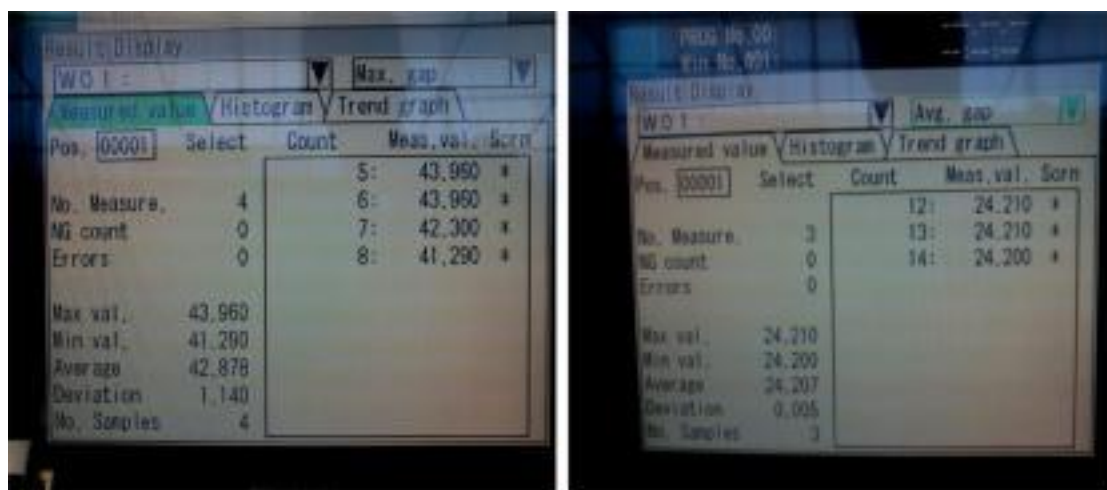 Result Display
W01:
Max. gap
Measured value Histogram Trend graph
Pos. 00001 Select Count Meas.val. Scrn
5: 43.960 *
No. Measure. 4 6: 43.960 *
NG count 0 7: 42.300 *
Errors 0 8: 41.290 *
Max val. 43.960
Min val. 41.290
Average 42.878
Deviation 1.140
No. Samples 4
Result Display
W01:
Avg. gap
Measured value Histogram Trend graph
Pos. 00001 Select Count Meas.val. Scrn
12: 24.210 *
No. Measure. 3 13: 24.210 *
NG count 0 14: 24.200 *
Errors 0
Max val. 24.210
Min val. 24.200
Average 24.207
Deviation 0.005
No. Samples 3